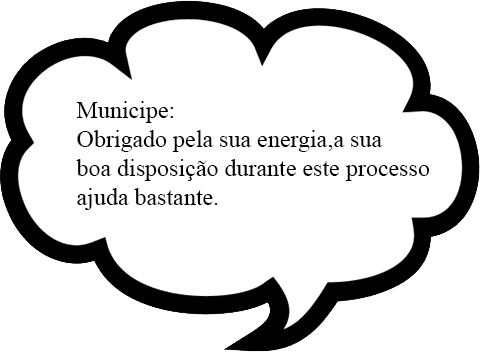 Municipe:
Obrigado pela sua energia,a sua
boa disposição durante este processo
ajuda bastante.